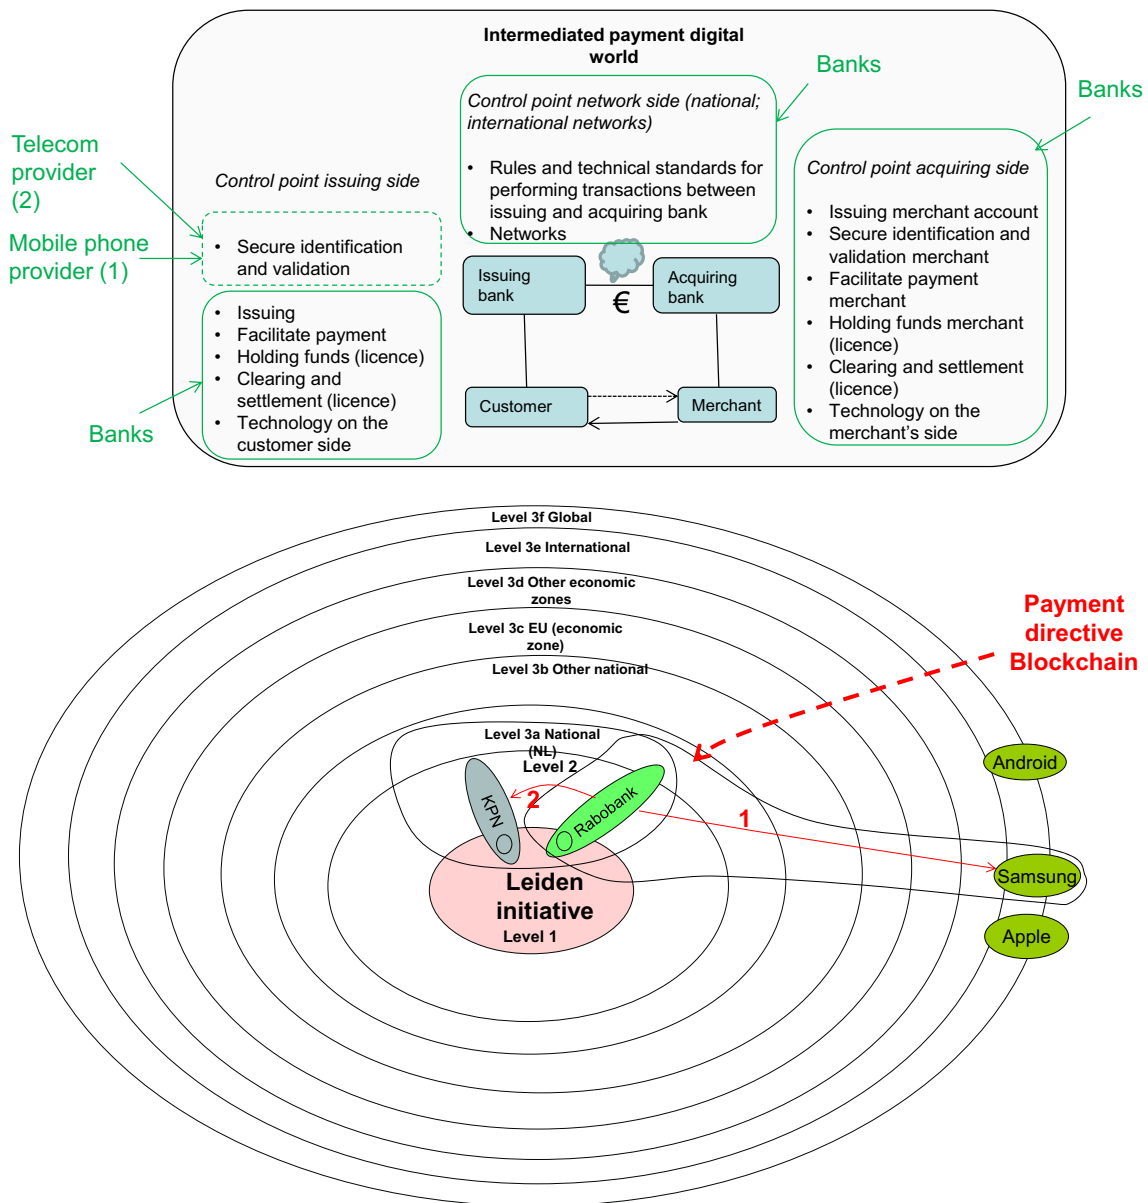 Intermediated payment digital
world
Banks
Banks
Control point network side (national;
international networks)
• Rules and technical standards for
performing transactions between
issuing and acquiring bank
• Networks
Telecom
provider
(2)
Mobile phone
provider (1)
Control point issuing side
• Secure identification
and validation
• Issuing
• Facilitate payment
• Holding funds (licence)
• Clearing and
settlement (licence)
• Technology on the
customer side
Banks
Issuing
bank
€
Acquiring
bank
Customer
Merchant
Control point acquiring side
• Issuing merchant account
• Secure identification and
validation merchant
• Facilitate payment
merchant
• Holding funds merchant
(licence)
• Clearing and settlement
(licence)
• Technology on the
merchant's side
Level 3f Global
Level 3e International
Level 3d Other economic
zones
Level 3c EU (economic
zone)
Level 3b Other national
Level 3a National
(NL)
Level 2
Payment
directive
Blockchain
KPN
2
Rabobank
1
Android
Samsung
Apple
Leiden
initiative
Level 1